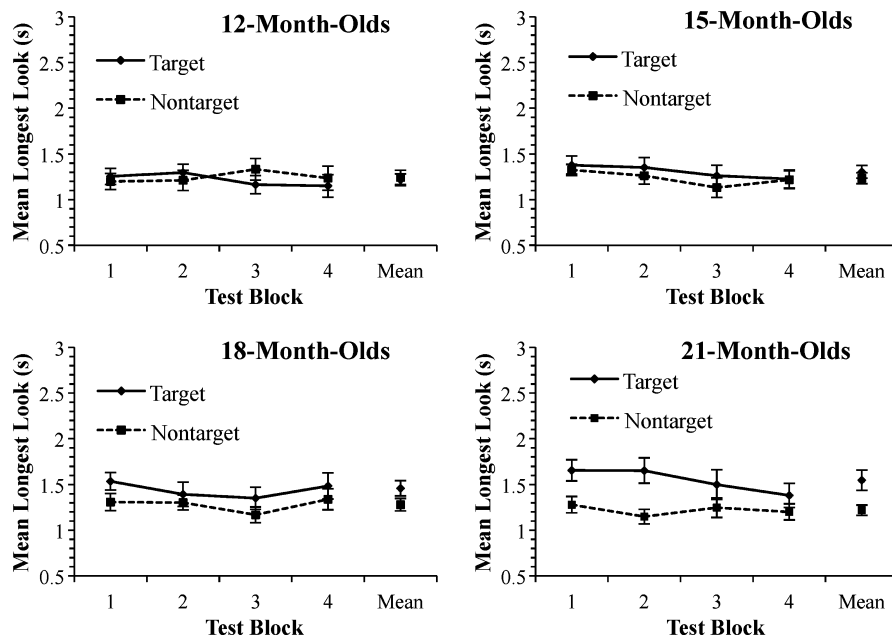 12-Month-Olds
Mean Longest Look (s)
3
2.5
2
1.5
1
0.5
Target
Nontarget
1 2 3 4 Mean
Test Block
15-Month-Olds
Mean Longest Look (s)
3
2.5
2
1.5
1
0.5
Target
Nontarget
1 2 3 4 Mean
Test Block
18-Month-Olds
Mean Longest Look (s)
3
2.5
2
1.5
1
0.5
Target
Nontarget
1 2 3 4 Mean
Test Block
21-Month-Olds
Mean Longest Look (s)
3
2.5
2
1.5
1
0.5
Target
Nontarget
1 2 3 4 Mean
Test Block